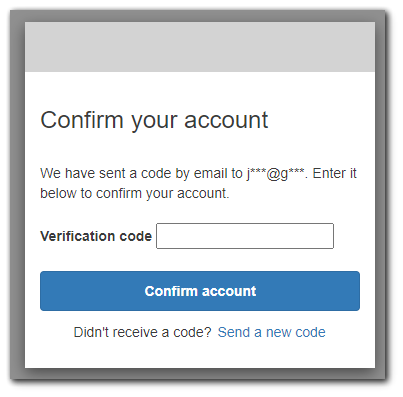 Confirm your account
We have sent a code by email to j***@g***. Enter it
below to confirm your account.
Verification code
Confirm account
Didn't receive a code? Send a new code